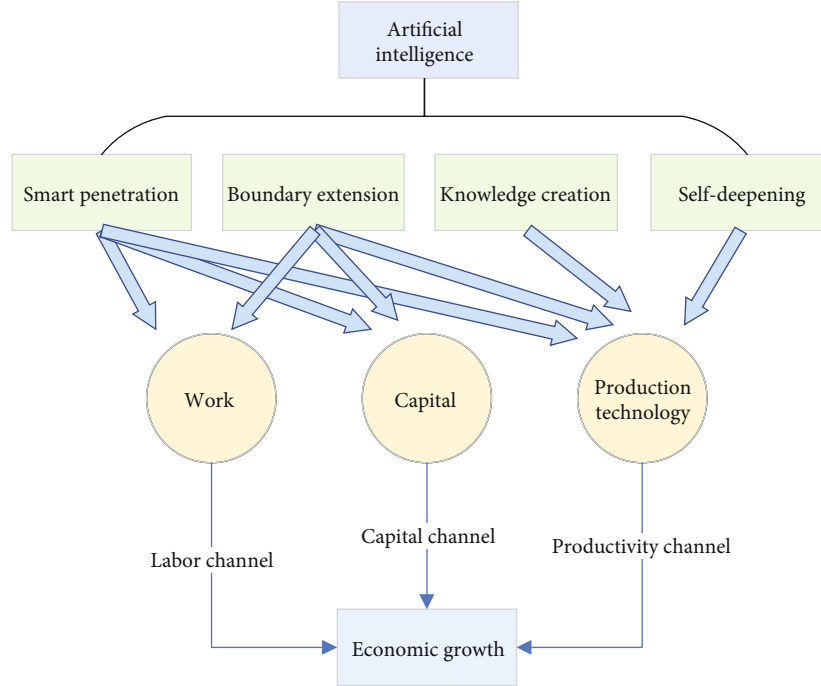 Artificial
intelligence
Smart penetration
Boundary extension
Knowledge creation
Self-deepening
Work
Capital
Production
technology
Labor channel
Capital channel
Productivity channel
Economic growth